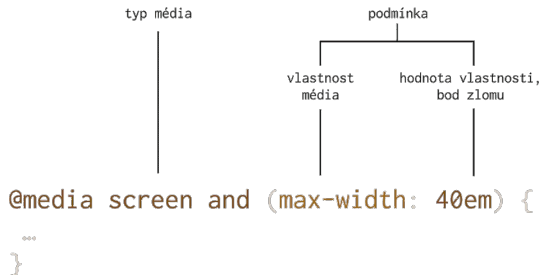 typ média
podmínka
vlastnost
média
hodnota vlastnosti,
bod zlomu
@media screen and (max-width: 40em) {
…
}